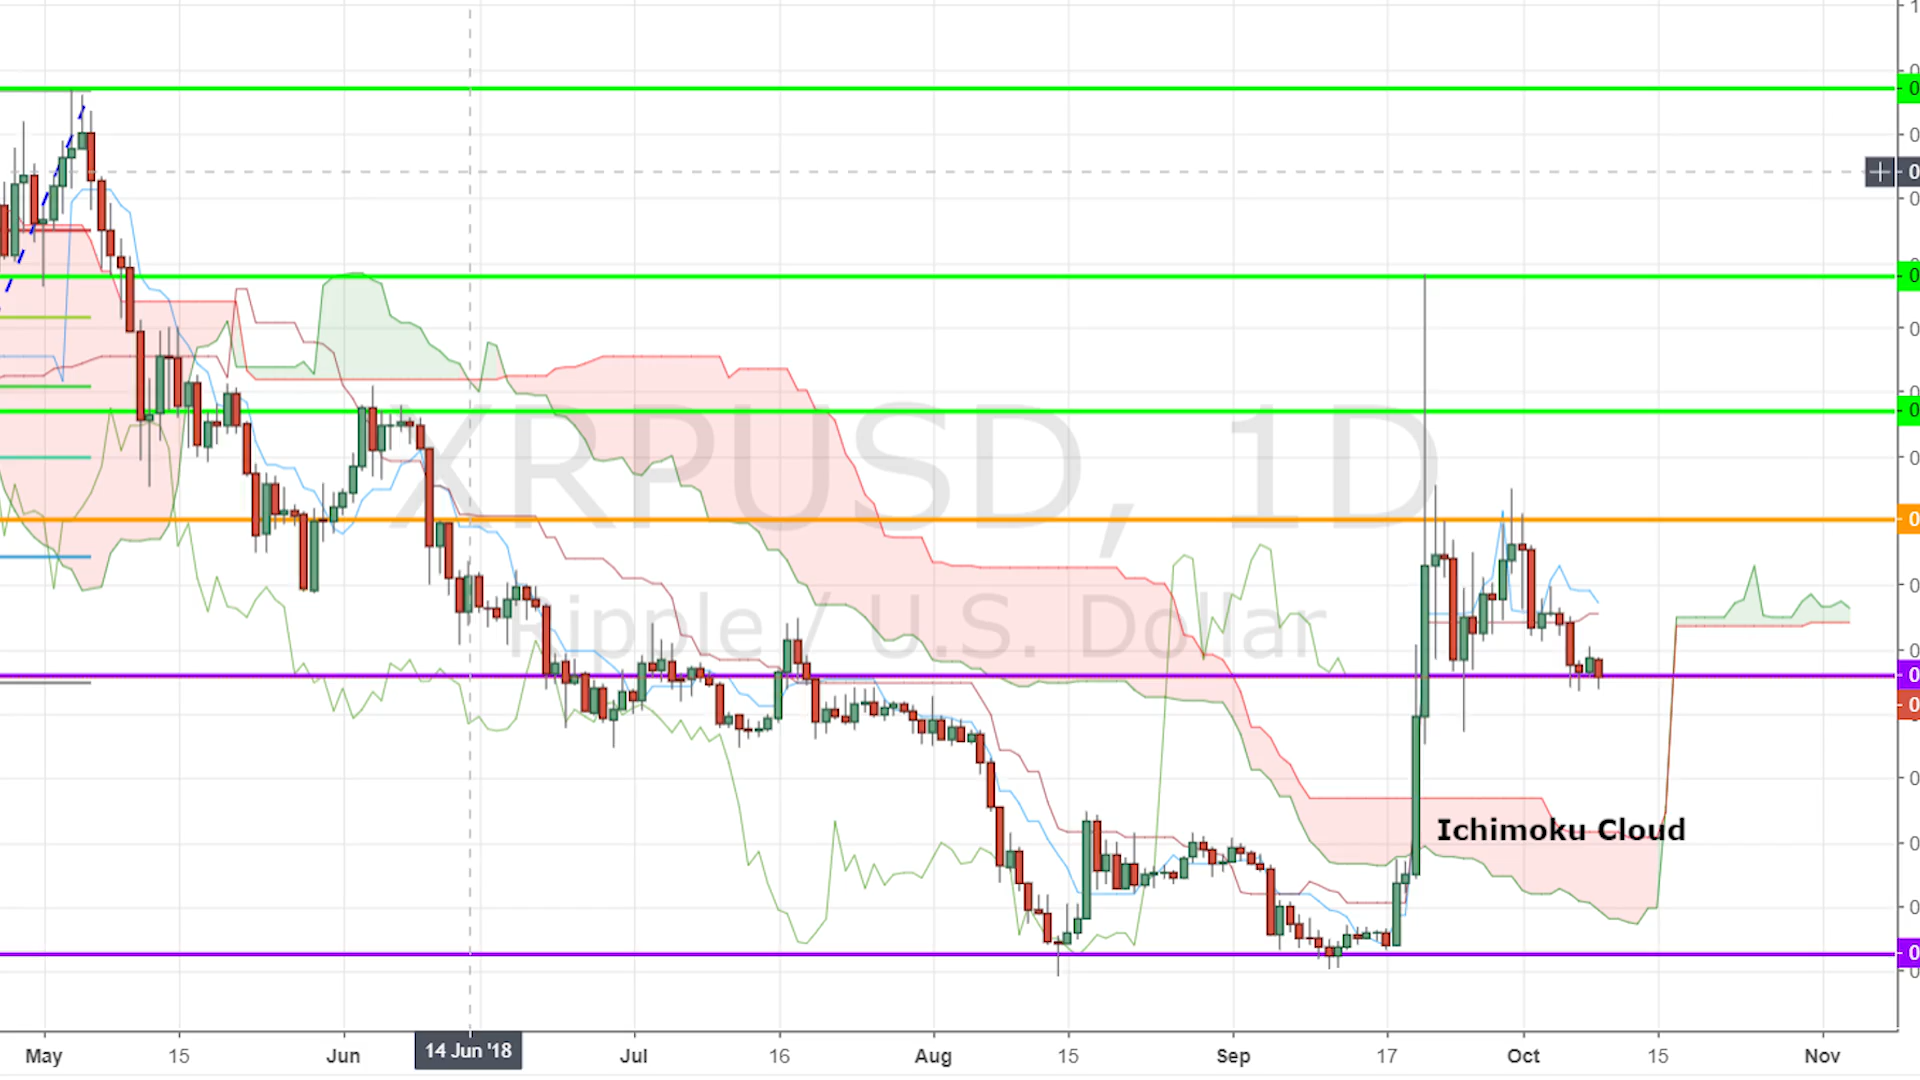 XRPUSD, 1D
Ripple / U.S. Dollar
Ichimoku Cloud
May 15 Jun 14 Jun '18 Jul 16 Aug 15 Sep 17 Oct 15 Nov